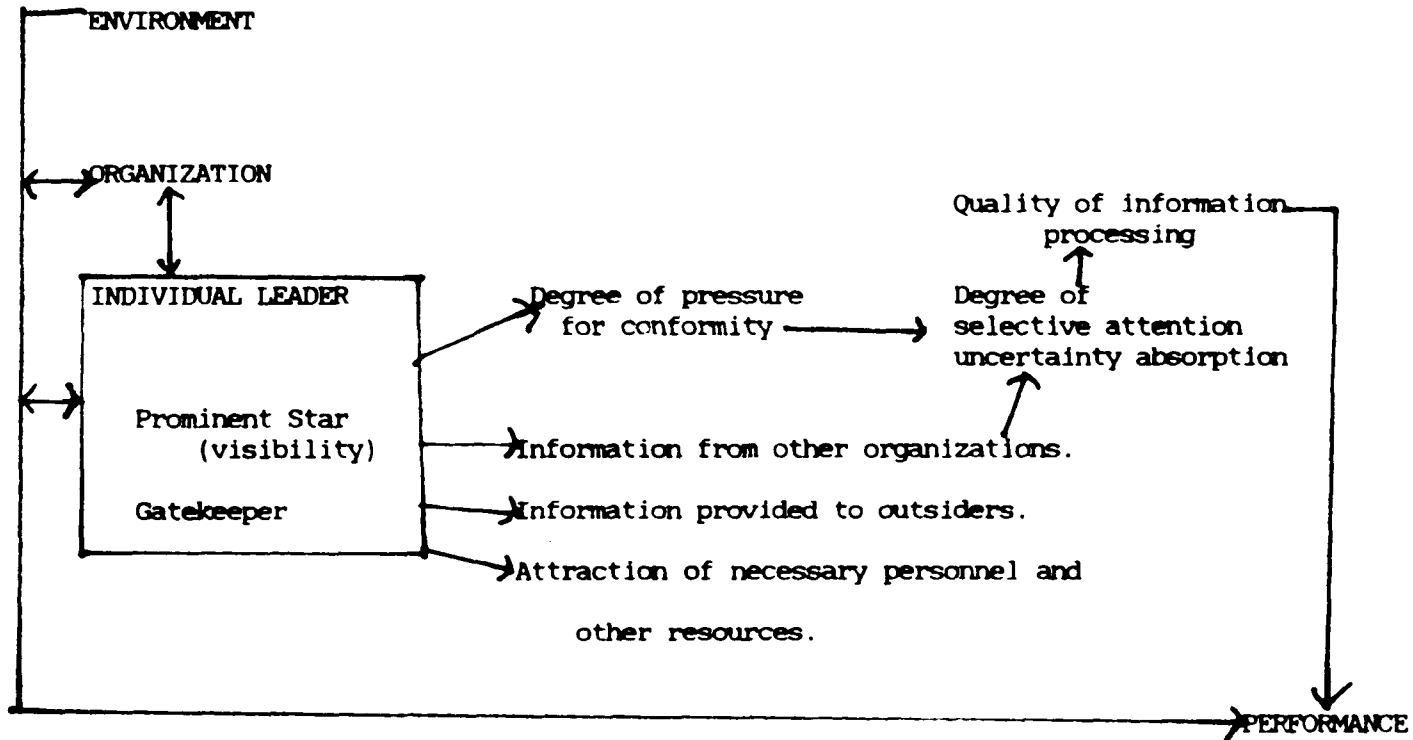 ENVIRONMENT
ORGANIZATION
Quality of information
processing
INDIVIDUAL LEADER
Degree of pressure
for conformity
Degree of
selective attention
uncertainty absorption
Prominent Star
(visibility)
Information from other organizations.
Gatekeeper
Information provided to outsiders.
Attraction of necessary personnel and
other resources.
PERFORMANCE